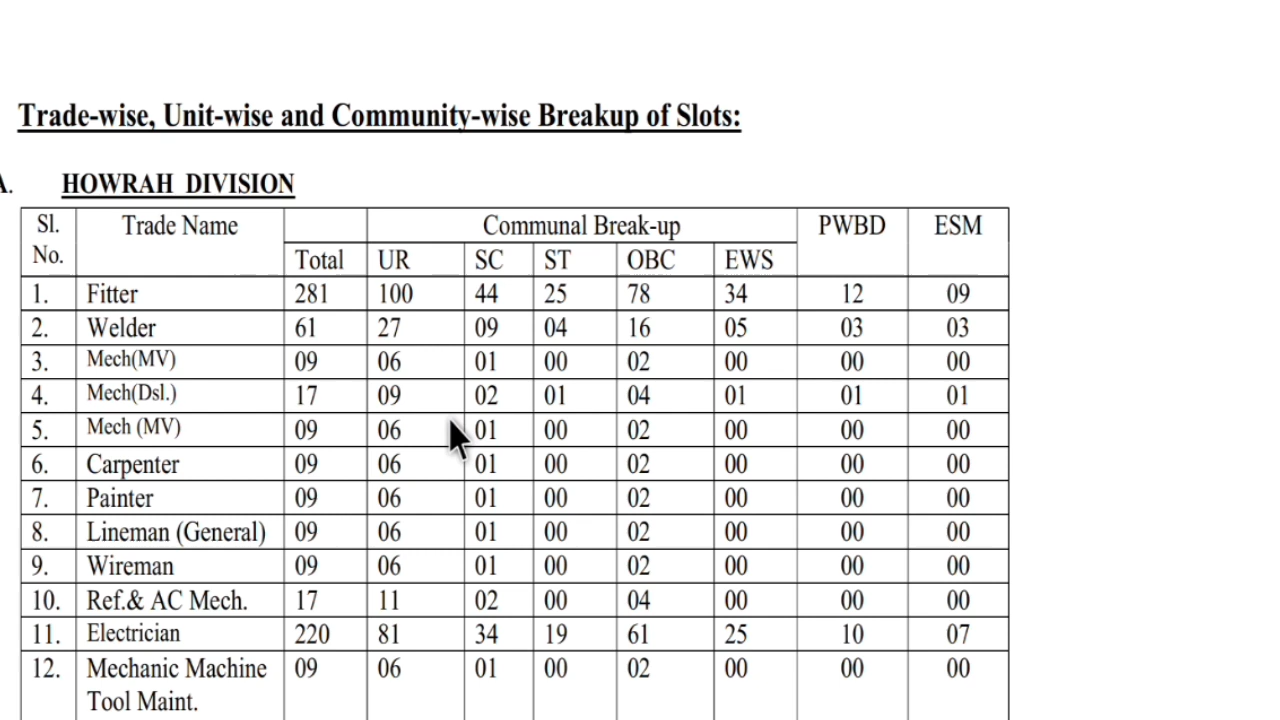 Trade-wise, Unit-wise and Community-wise Breakup of Slots:
A. HOWRAH DIVISION
Sl. No. Trade Name Communal Break-up PWBD ESM
Total UR SC ST OBC EWS
1. Fitter 281 100 44 25 78 34 12 09
2. Welder 61 27 09 04 16 05 03 03
3. Mech(MV) 09 06 01 00 02 00 00 00
4. Mech(Dsl.) 17 09 02 01 04 01 01 01
5. Mech (MV) 09 06 01 00 02 00 00 00
6. Carpenter 09 06 01 00 02 00 00 00
7. Painter 09 06 01 00 02 00 00 00
8. Lineman (General) 09 06 01 00 02 00 00 00
9. Wireman 09 06 01 00 02 00 00 00
10. Ref.& AC Mech. 17 11 02 00 04 00 00 00
11. Electrician 220 81 34 19 61 25 10 07
12. Mechanic Machine 09 06 01 00 02 00 00 00
Tool Maint.